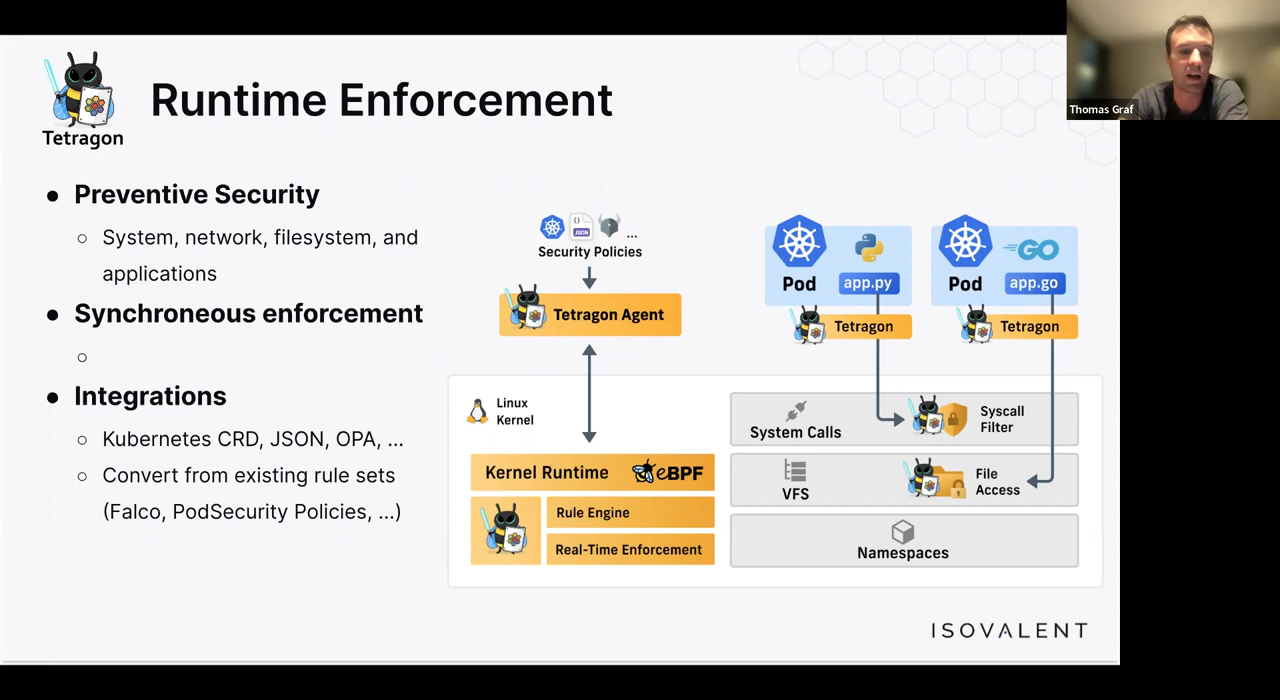 Thomas Graf
Tetragon
Runtime Enforcement
● Preventive Security
○ System, network, filesystem, and
applications
● Synchroneous enforcement
○
● Integrations
○ Kubernetes CRD, JSON, OPA, ...
○ Convert from existing rule sets
(Falco, PodSecurity Policies, ...)
{} JSON ...
Security Policies
Tetragon Agent
Linux
Kernel
Kernel Runtime eBPF
Rule Engine
Real-Time Enforcement
Pod app.py
Tetragon
GO
Pod app.go
Tetragon
System Calls
Syscall
Filter
VFS
File
Access
Namespaces
ISOVALENT